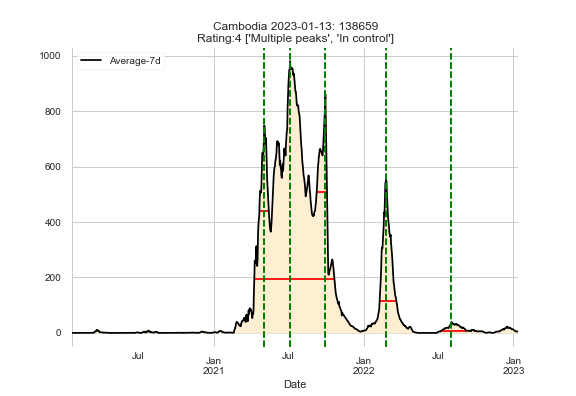 Cambodia 2023-01-13: 138659
Rating:4 ['Multiple peaks', 'In control']
Average-7d
1000
800
600
400
200
0
Jul
Jan
2021
Jul
Jan
2022
Jul
Jan
2023
Date